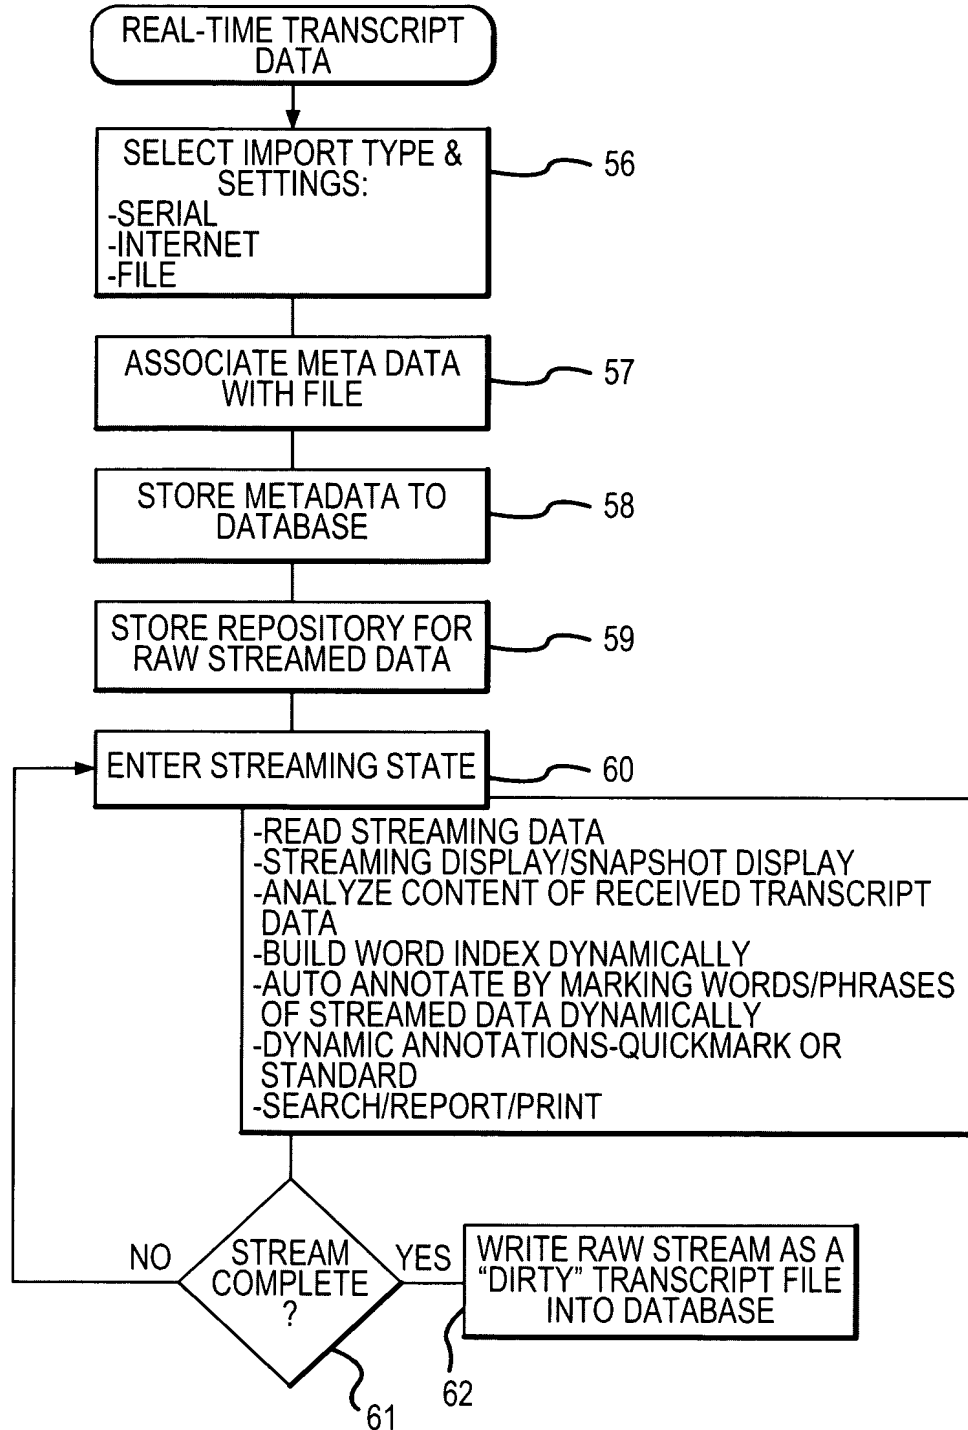 REAL-TIME TRANSCRIPT
DATA
SELECT IMPORT TYPE &
SETTINGS:
-SERIAL
-INTERNET
-FILE
56
ASSOCIATE META DATA
WITH FILE
57
STORE METADATA TO
DATABASE
58
STORE REPOSITORY FOR
RAW STREAMED DATA
59
ENTER STREAMING STATE
60
-READ STREAMING DATA
-STREAMING DISPLAY/SNAPSHOT DISPLAY
-ANALYZE CONTENT OF RECEIVED TRANSCRIPT
DATA
-BUILD WORD INDEX DYNAMICALLY
-AUTO ANNOTATE BY MARKING WORDS/PHRASES
OF STREAMED DATA DYNAMICALLY
-DYNAMIC ANNOTATIONS-QUICKMARK OR
STANDARD
-SEARCH/REPORT/PRINT
NO
STREAM
COMPLETE
?
YES
61
WRITE RAW STREAM AS A
“DIRTY” TRANSCRIPT FILE
INTO DATABASE
62